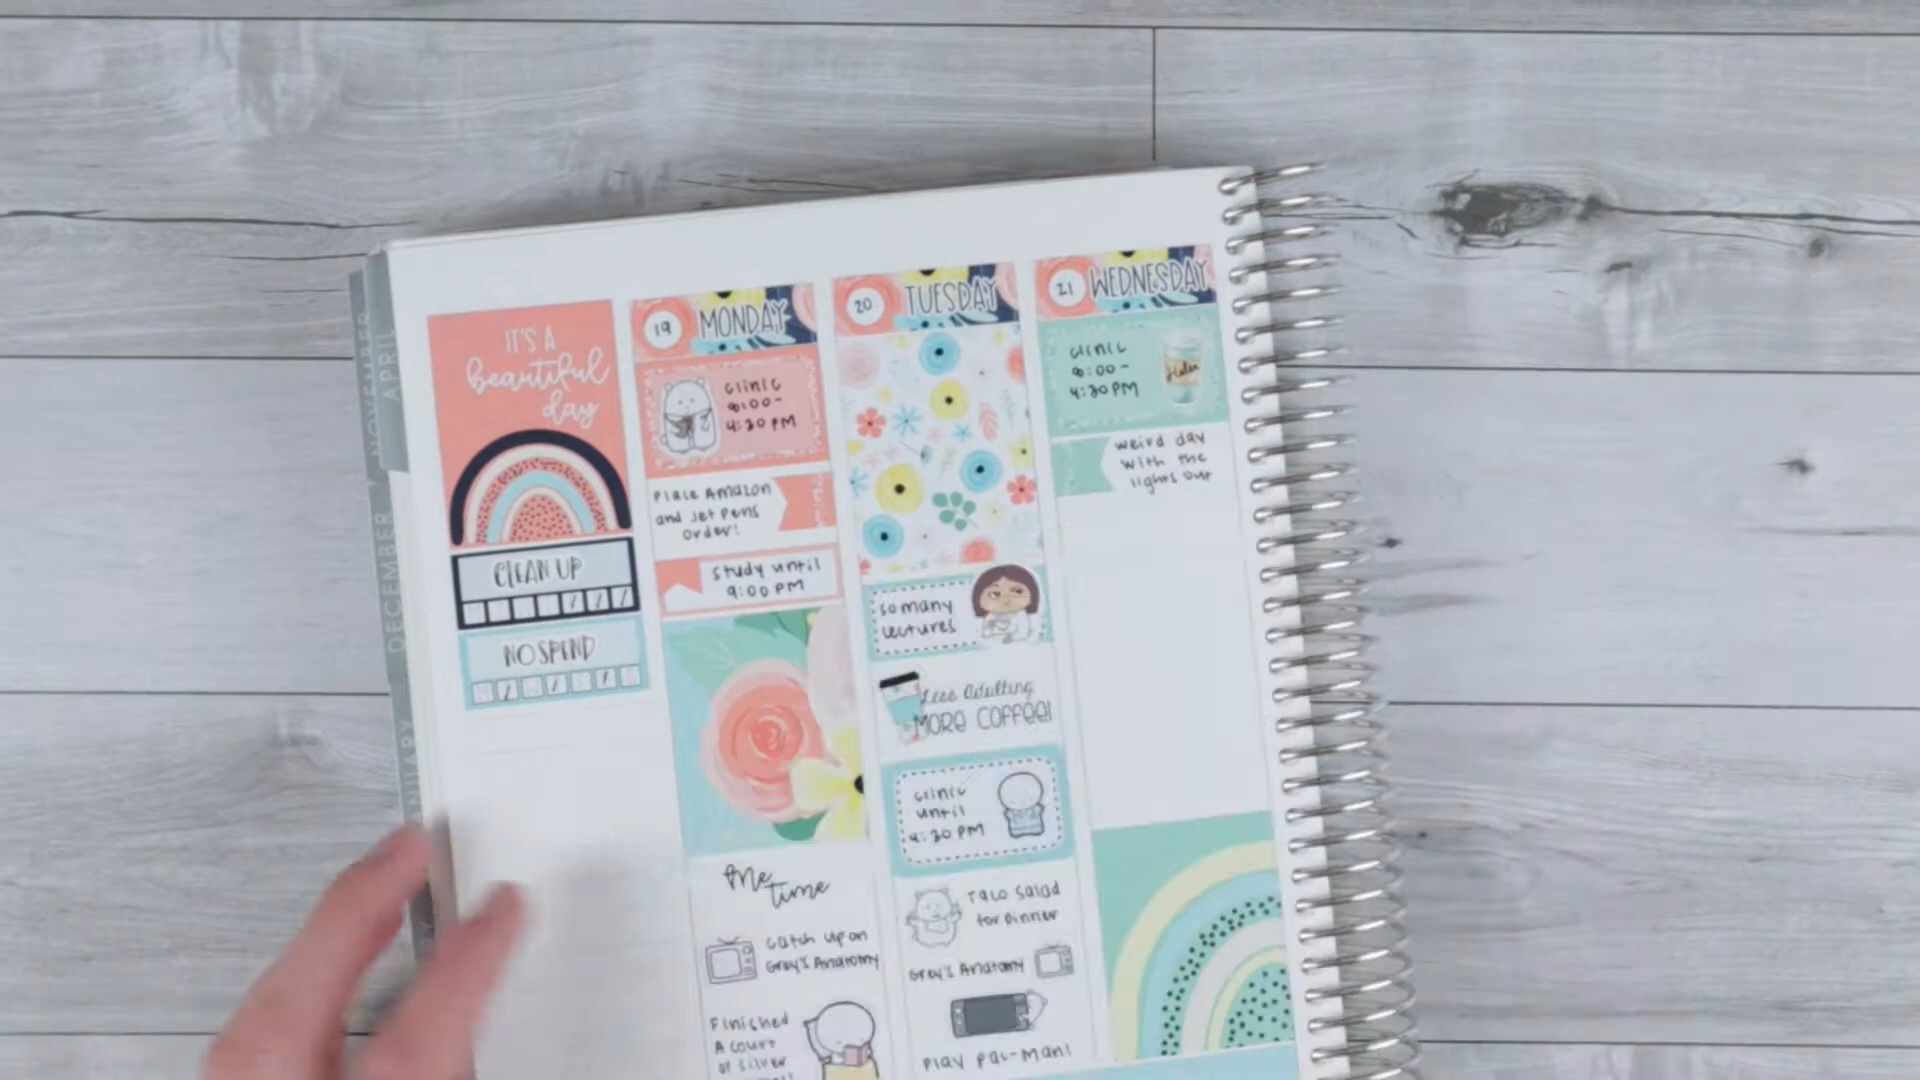 IT'S A
beautiful
day
CLEAN UP
NO SPEND
19 MONDAY
clinic
8:00-
4:30 PM
Place Amazon
and Jet Pens
order!
Study until
9:00 PM
Me
time
catch up on
Grey's Anatomy
Finished
A court
of silver
20 TUESDAY
so many
lectures
Less Adulting
MORE COFFEE!
clinic
until
4:30 PM
Taco Salad
for Dinner
Grey's Anatomy
Play Pac-Man!
21 WEDNESDAY
clinic
8:00-
4:30 PM
weird day
with the
lights out
NOVEMBER
APRIL
DECEMBER